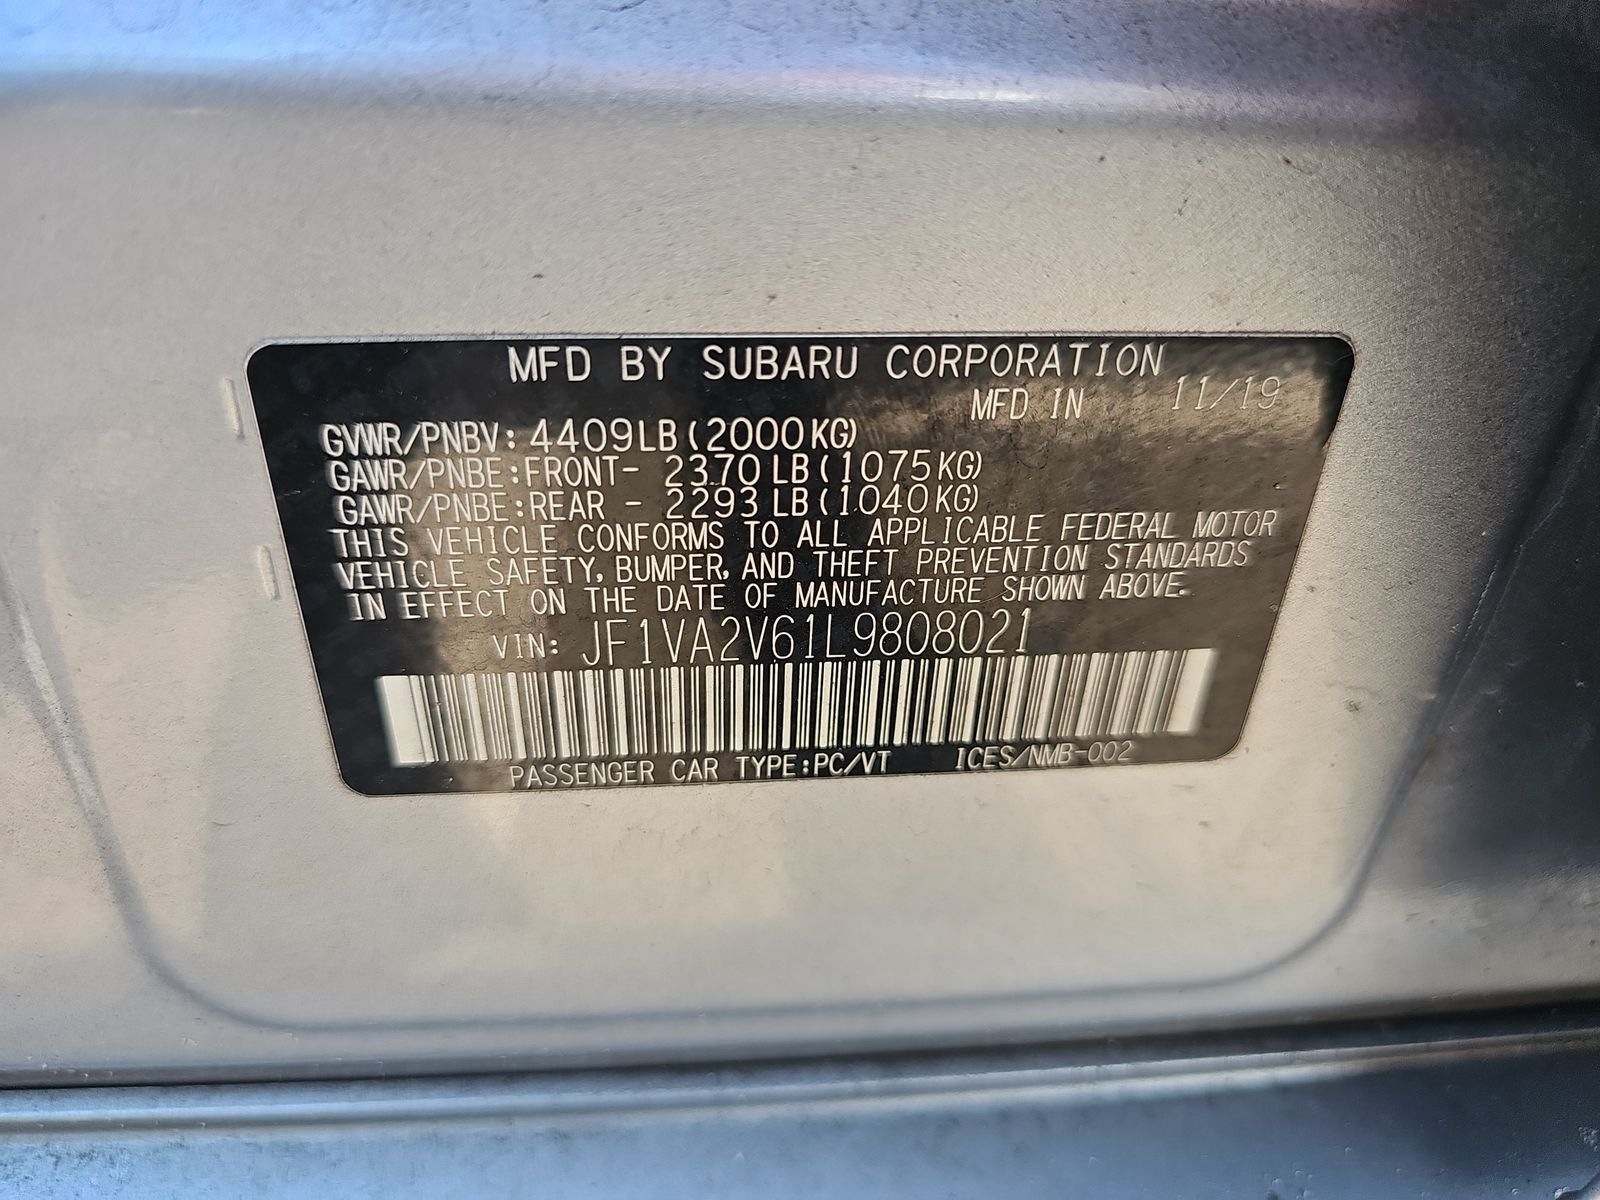 MFD BY SUBARU CORPORATION
MFD IN 11/19
GVWR/PNBV: 4409LB(2000KG)
GAWR/PNBE:FRONT- 2370LB(1075KG)
GAWR/PNBE:REAR - 2293LB(1040KG)
THIS VEHICLE CONFORMS TO ALL APPLICABLE FEDERAL MOTOR
VEHICLE SAFETY, BUMPER, AND THEFT PREVENTION STANDARDS
IN EFFECT ON THE DATE OF MANUFACTURE SHOWN ABOVE.
VIN: JF1VA2V61L9808021
PASSENGER CAR TYPE:PC/VT ICES/NMB-002